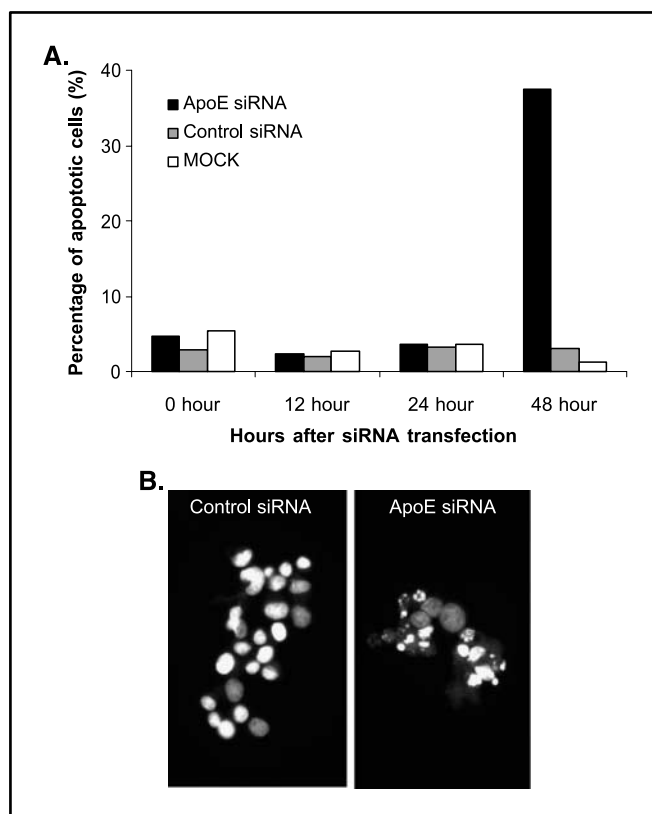 A.
Percentage of apoptotic cells (%)
40
30
20
10
0
ApoE siRNA
Control siRNA
MOCK
0 hour
12 hour
24 hour
48 hour
Hours after siRNA transfection
B.
Control siRNA
ApoE siRNA